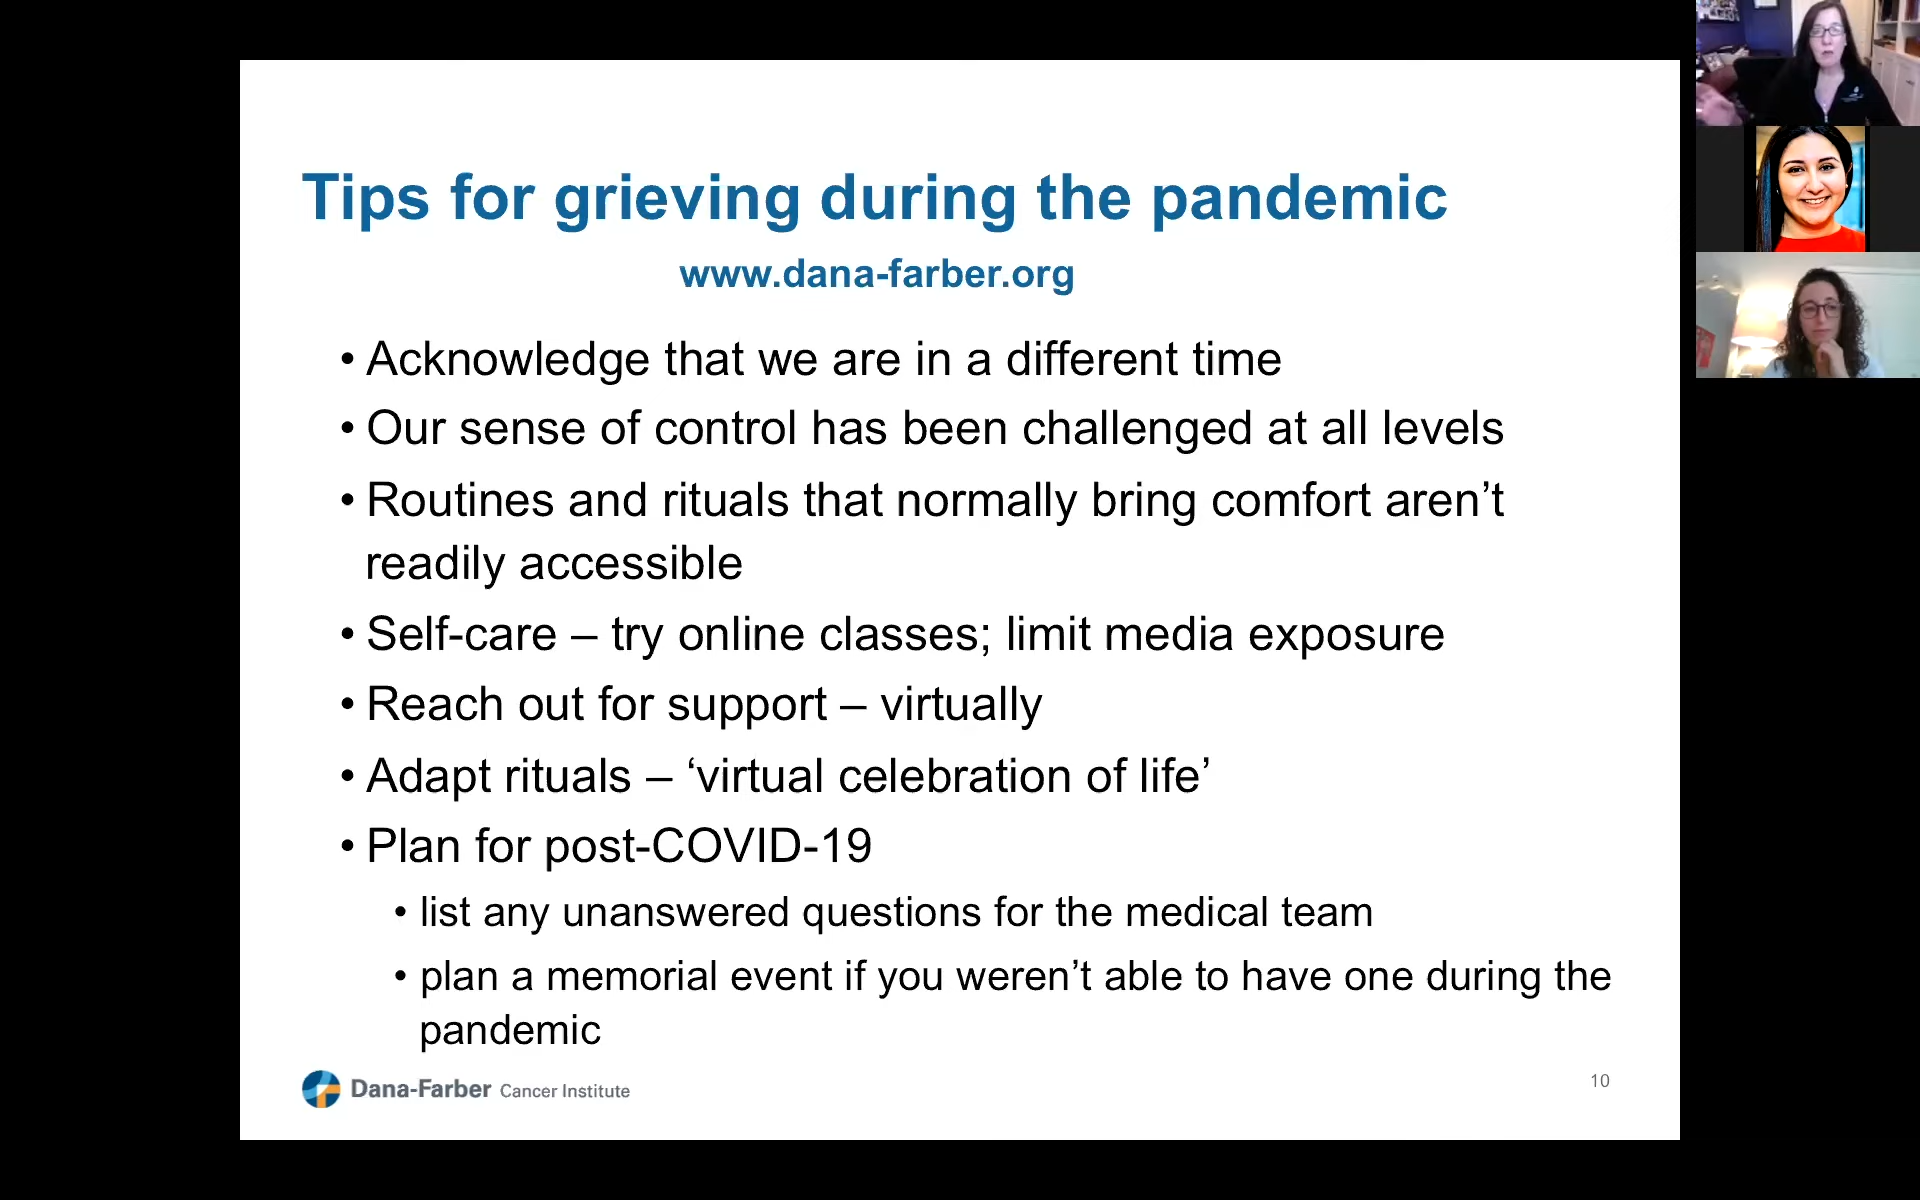 Tips for grieving during the pandemic
www.dana-farber.org
• Acknowledge that we are in a different time
• Our sense of control has been challenged at all levels
• Routines and rituals that normally bring comfort aren’t
readily accessible
• Self-care – try online classes; limit media exposure
• Reach out for support – virtually
• Adapt rituals – ‘virtual celebration of life’
• Plan for post-COVID-19
• list any unanswered questions for the medical team
• plan a memorial event if you weren’t able to have one during the
pandemic
Dana-Farber Cancer Institute
10